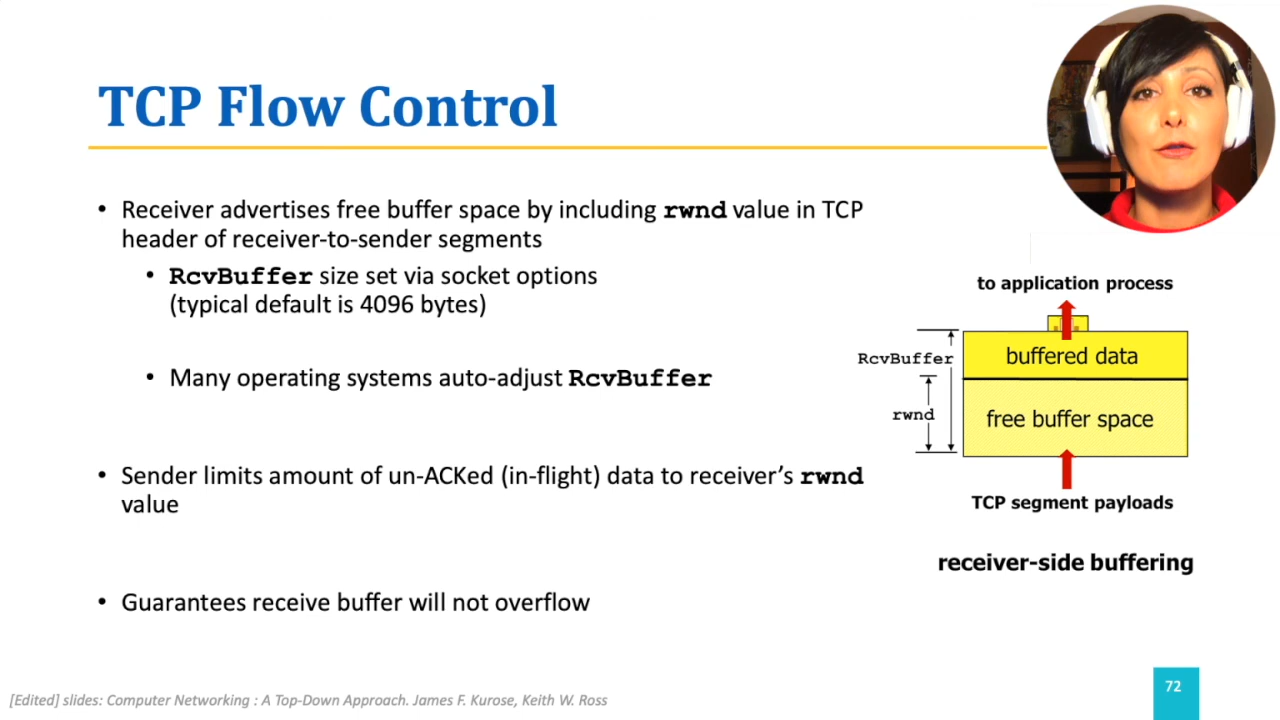 TCP Flow Control
• Receiver advertises free buffer space by including rwnd value in TCP
header of receiver-to-sender segments
• RcvBuffer size set via socket options
(typical default is 4096 bytes)
• Many operating systems auto-adjust RcvBuffer
• Sender limits amount of un-ACKed (in-flight) data to receiver’s rwnd
value
• Guarantees receive buffer will not overflow
to application process
RcvBuffer
buffered data
rwnd
free buffer space
TCP segment payloads
receiver-side buffering
[Edited] slides: Computer Networking : A Top-Down Approach. James F. Kurose, Keith W. Ross
72